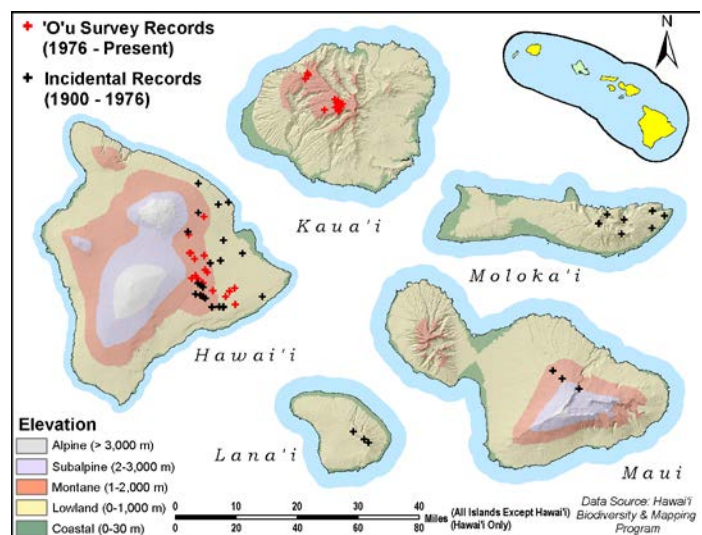 'O'u Survey Records
(1976 - Present)
Incidental Records
(1900 - 1976)
N
Kaua'i
Moloka'i
Hawai'i
Lana'i
Maui
Elevation
Alpine (> 3,000 m)
Subalpine (2-3,000 m)
Montane (1-2,000 m)
Lowland (0-1,000 m)
Coastal (0-30 m)
0 10 20 30 40
Miles (All Islands Except Hawai'i)
(Hawai'i Only)
0 20 40 60 80
Data Source: Hawai'i
Biodiversity & Mapping
Program